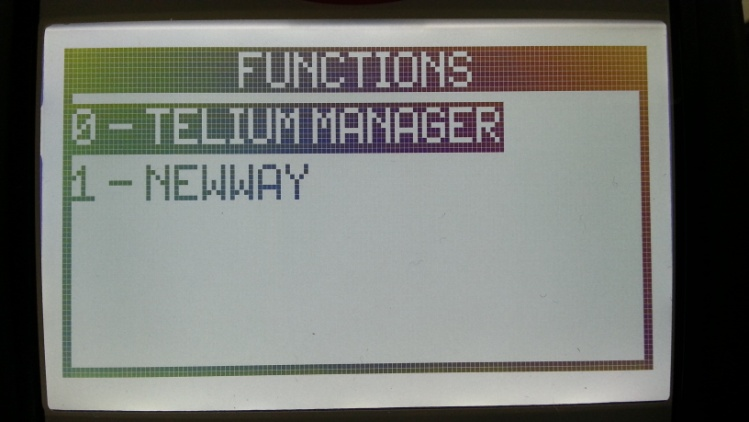 FUNCTIONS
0 - TELIUM MANAGER
1 - NEWWAY